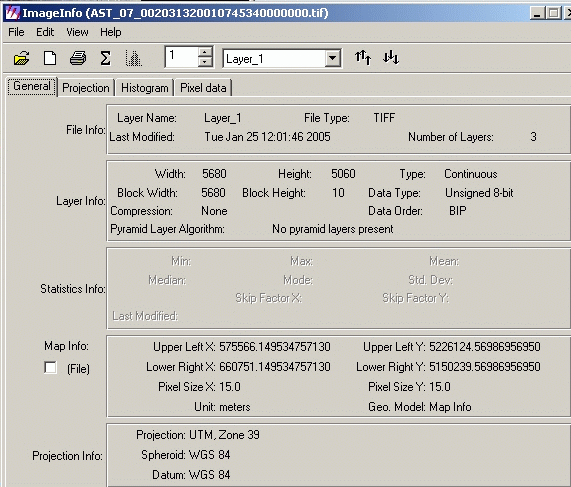 ImageInfo (AST_07_00203132001074534000000.tif)
File Edit View Help
1 Layer_1
General Projection Histogram Pixel data
File Info: Layer Name: Layer_1 File Type: TIFF
Last Modified: Tue Jan 25 12:01:46 2005 Number of Layers: 3
Layer Info: Width: 5680 Height: 5060 Type: Continuous
Block Width: 5680 Block Height: 10 Data Type: Unsigned 8-bit
Compression: None Data Order: BIP
Pyramid Layer Algorithm: No pyramid layers present
Statistics Info: Min: Max: Mean:
Median: Mode: Std. Dev:
Skip Factor X: Skip Factor Y:
Last Modified:
Map Info: Upper Left X: 575566.149534757130 Upper Left Y: 5226124.56986956950
(File) Lower Right X: 660751.149534757130 Lower Right Y: 5150239.56986956950
Pixel Size X: 15.0 Pixel Size Y: 15.0
Unit: meters Geo. Model: Map Info
Projection Info: Projection: UTM, Zone 39
Spheroid: WGS 84
Datum: WGS 84